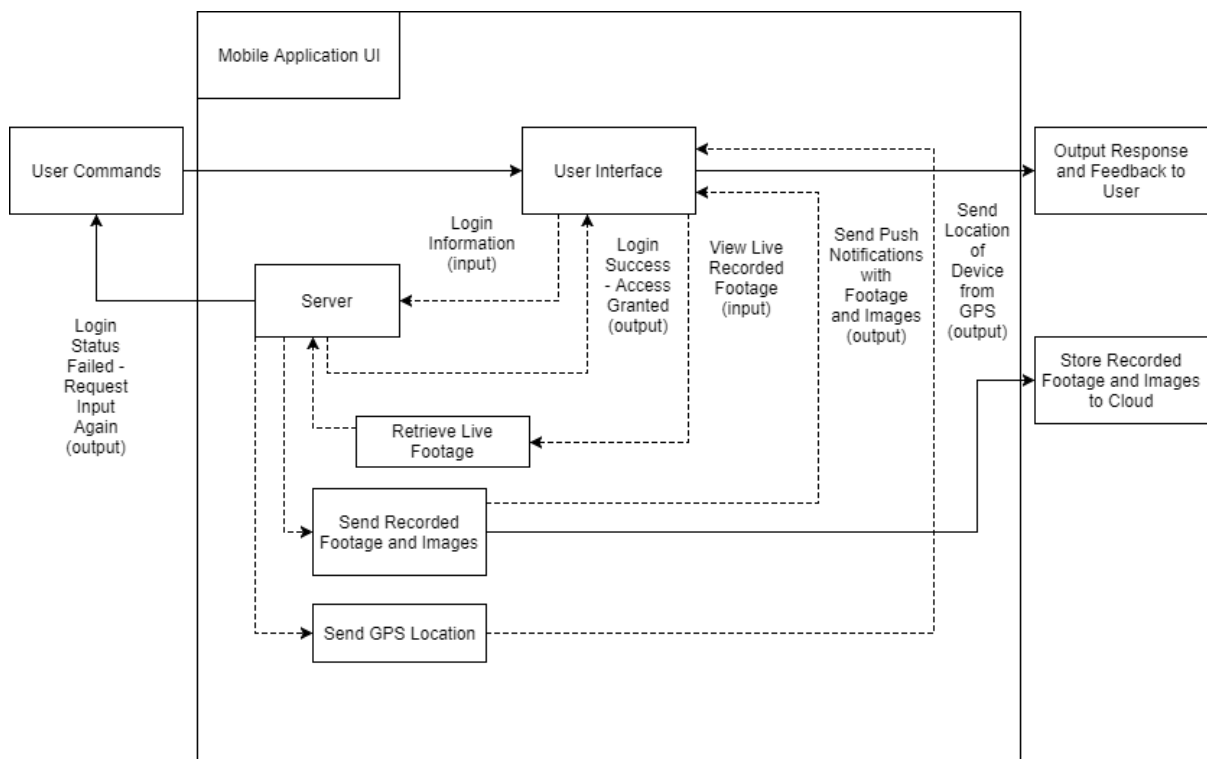 Mobile Application UI
User Commands
User Interface
Output Response
and Feedback to
User
Login
Information
(input)
Login
Success
- Access
Granted
(output)
View Live
Recorded
Footage
(input)
Send Push
Notifications
with
Footage
and Images
(output)
Send
Location
of
Device
from
GPS
(output)
Server
Login
Status
Failed -
Request
Input
Again
(output)
Store Recorded
Footage and Images
to Cloud
Retrieve Live
Footage
Send Recorded
Footage and Images
Send GPS Location